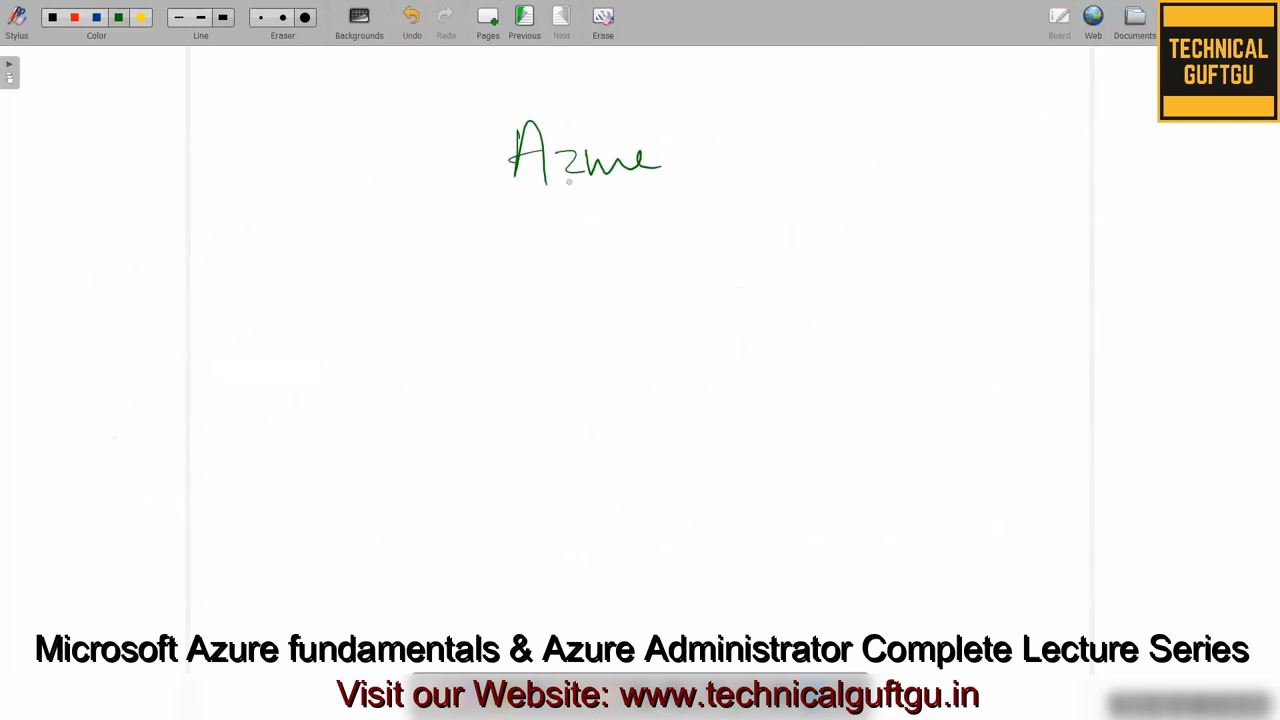 Stylus Color Line Eraser Backgrounds Undo Redo Pages Previous Next Erase Board Web Documents
TECHNICAL
GUFTGU
Azure
Microsoft Azure fundamentals & Azure Administrator Complete Lecture Series
Visit our Website: www.technicalguftgu.in